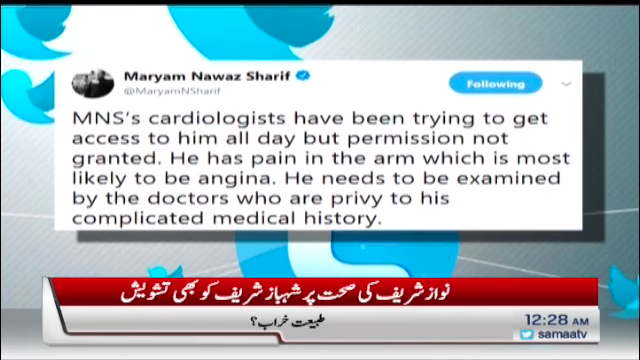 Maryam Nawaz Sharif
@MaryamNSharif
Following
MNS's cardiologists have been trying to get
access to him all day but permission not
granted. He has pain in the arm which is most
likely to be angina. He needs to be examined
by the doctors who are privy to his
complicated medical history.
نواز شریف کی صحت پر شہباز شریف کو بھی تشویش
طبیعت خراب؟
12:28 AM
samaatv